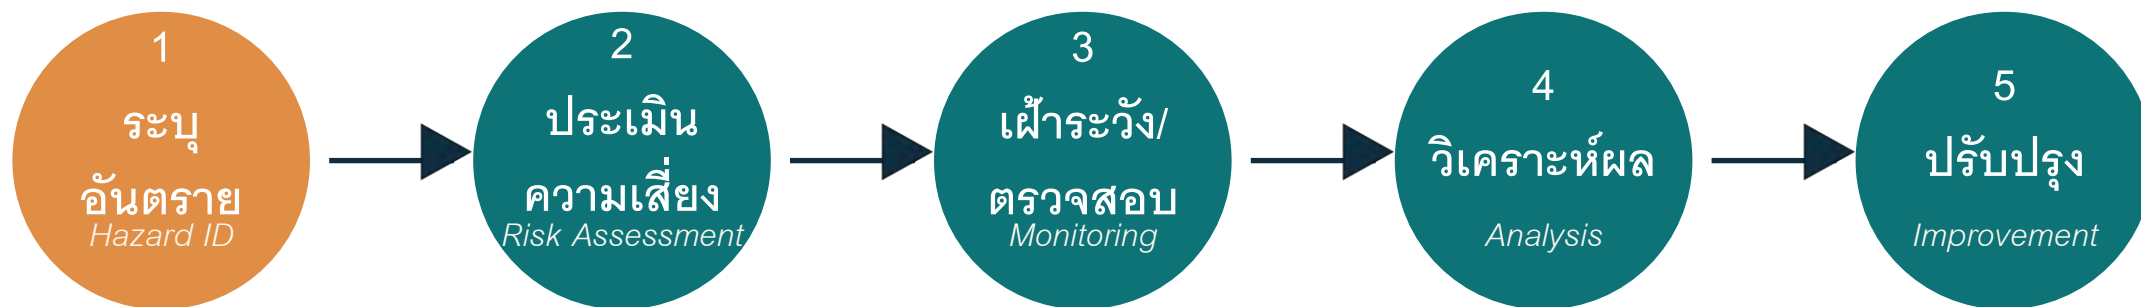 1
ระบุ
อันตราย
Hazard ID
2
ประเมิน
ความเสี่ยง
Risk Assessment
3
เฝ้าระวัง/
ตรวจสอบ
Monitoring
4
วิเคราะห์ผล
Analysis
5
ปรับปรุง
Improvement